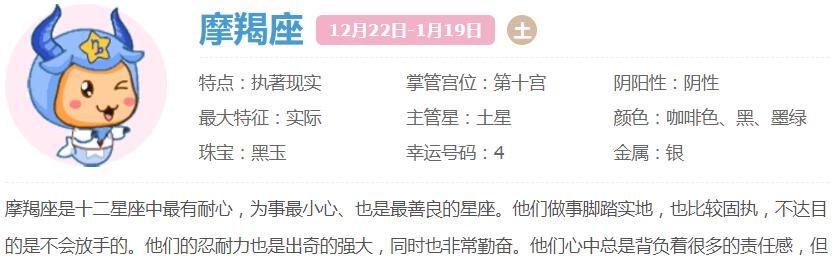 摩羯座 12月22日-1月19日 土
特点：执著现实 掌管宫位：第十宫 阴阳性：阴性
最大特征：实际 主管星：土星 颜色：咖啡色、黑、墨绿
珠宝：黑玉 幸运号码：4 金属：银
摩羯座是十二星座中最有耐心，为事最小心、也是最善良的星座。他们做事脚踏实地，也比较固执，不达目
的是不会放手的。他们的忍耐力也是出奇的强大，同时也非常勤奋。他们心中总是背负着很多的责任感，但